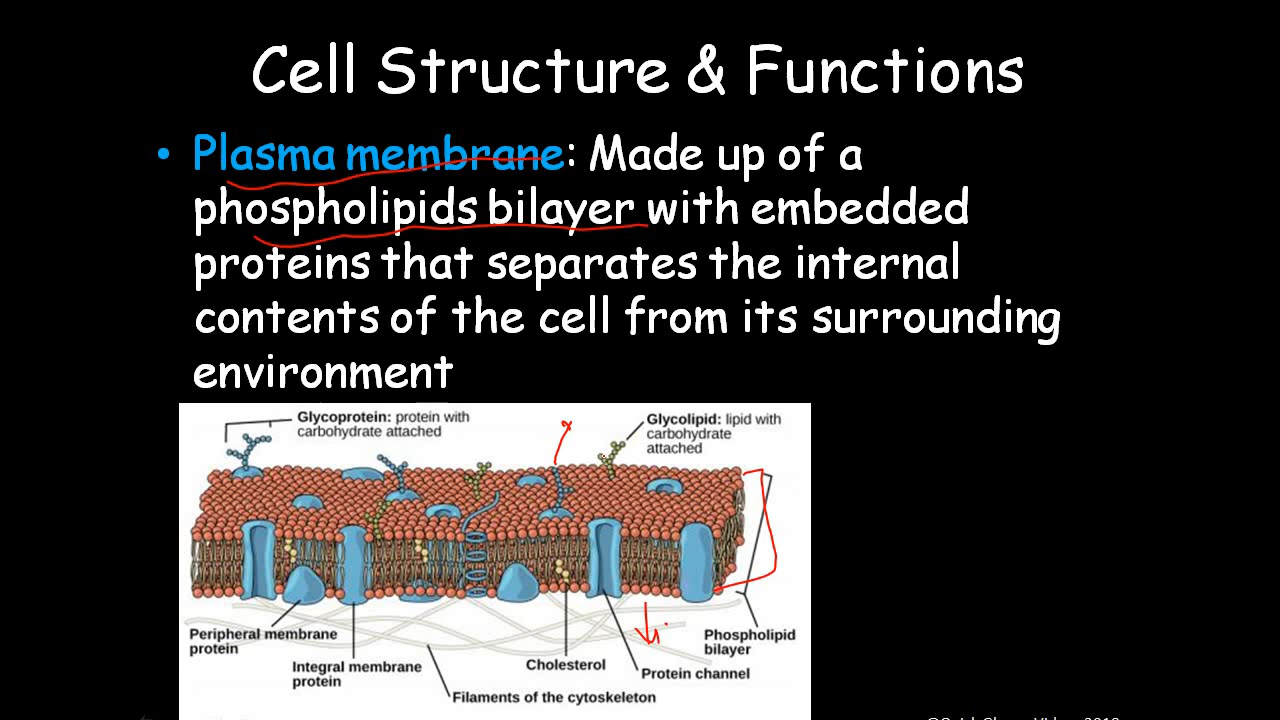 Cell Structure & Functions
• Plasma membrane: Made up of a
phospholipids bilayer with embedded
proteins that separates the internal
contents of the cell from its surrounding
environment
Glycoprotein: protein with
carbohydrate attached
Glycolipid: lipid with
carbohydrate
attached
Peripheral membrane
protein
Integral membrane
protein
Filaments of the cytoskeleton
Cholesterol
Protein channel
Phospholipid
bilayer